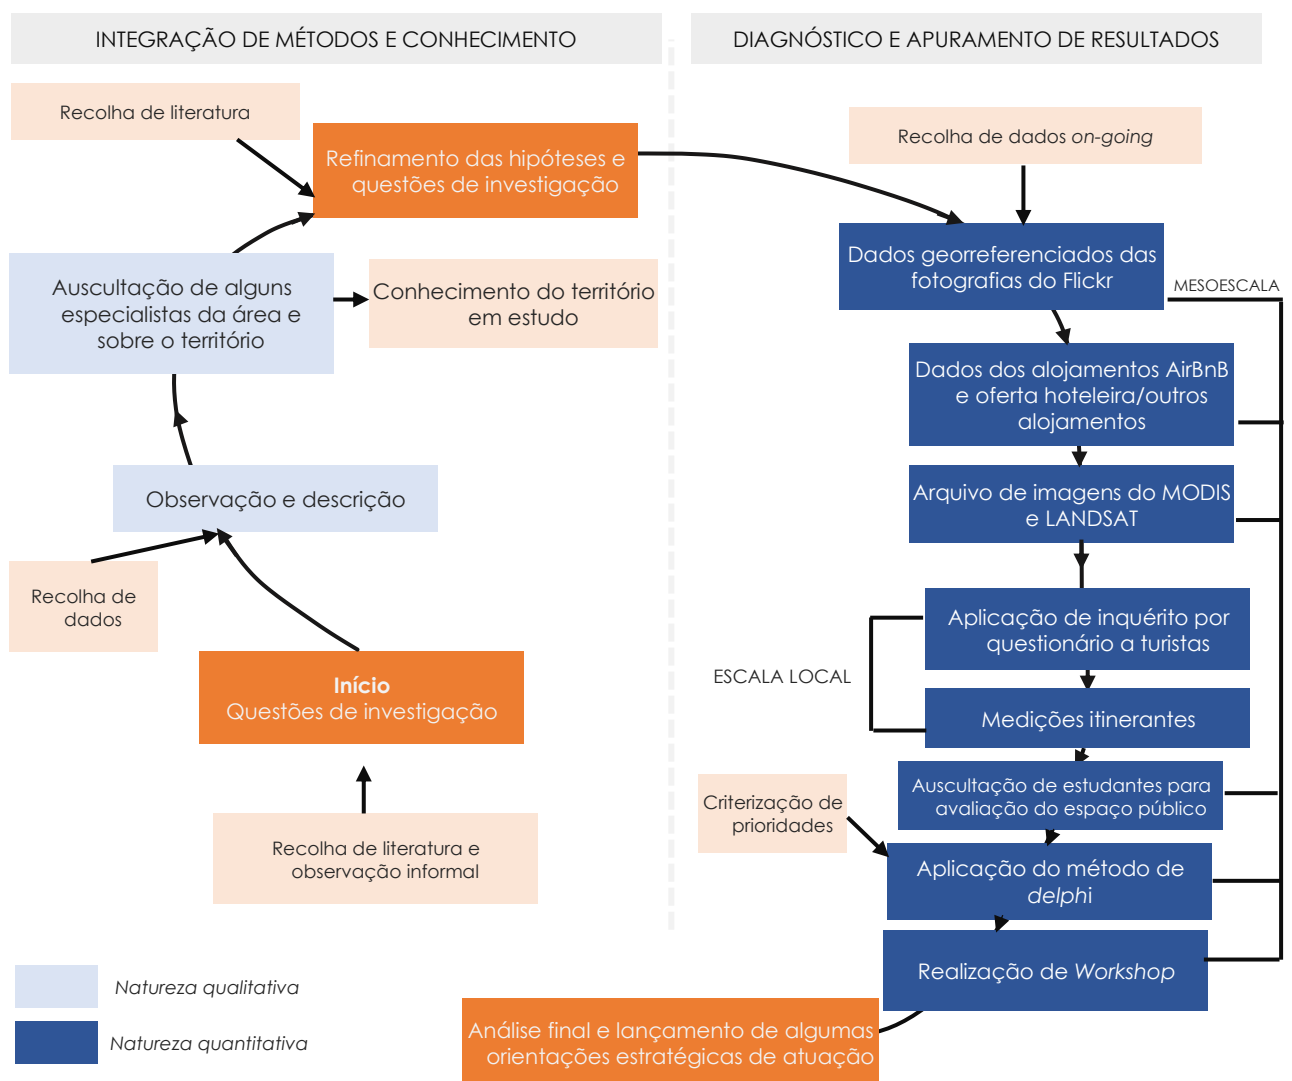 INTEGRAÇÃO DE MÉTODOS E CONHECIMENTO
Recolha de literatura
Refinamento das hipóteses e
questões de investigação
Auscultação de alguns
especialistas da área e
sobre o território
Conhecimento do território
em estudo
Observação e descrição
Recolha de
dados
Início
Questões de investigação
Recolha de literatura e
observação informal
Natureza qualitativa
Natureza quantitativa
DIAGNÓSTICO E APURAMENTO DE RESULTADOS
Recolha de dados on-going
Dados georreferenciados das
fotografias do Flickr
MESOESCALA
Dados dos alojamentos AirBnB
e oferta hoteleira/outros
alojamentos
Arquivo de imagens do MODIS
e LANDSAT
Aplicação de inquérito por
questionário a turistas
ESCALA LOCAL
Medições itinerantes
Auscultação de estudantes para
avaliação do espaço público
Criterização de
prioridades
Aplicação do método de
delphi
Realização de Workshop
Análise final e lançamento de algumas
orientações estratégicas de atuação